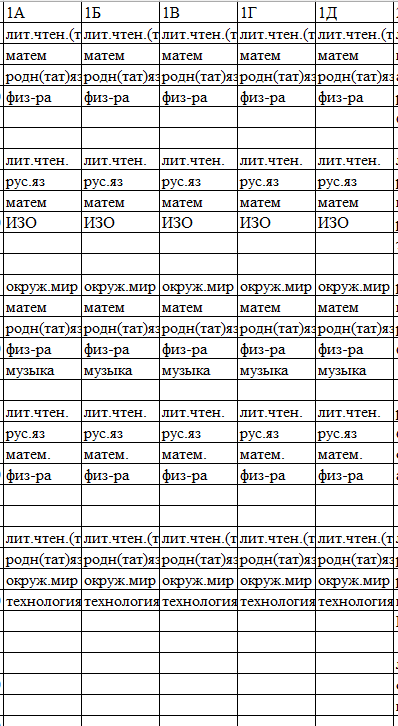 1А 1Б 1В 1Г 1Д
лит.чтен.(т лит.чтен.(т лит.чтен.(т лит.чтен.(т лит.чтен.(т
матем матем матем матем матем
родн(тат)яз родн(тат)яз родн(тат)яз родн(тат)яз родн(тат)яз
физ-ра физ-ра физ-ра физ-ра физ-ра
лит.чтен. лит.чтен. лит.чтен. лит.чтен. лит.чтен.
рус.яз рус.яз рус.яз рус.яз рус.яз
матем матем матем матем матем
ИЗО ИЗО ИЗО ИЗО ИЗО
окруж.мир окруж.мир окруж.мир окруж.мир окруж.мир
матем матем матем матем матем
родн(тат)яз родн(тат)яз родн(тат)яз родн(тат)яз родн(тат)яз
физ-ра физ-ра физ-ра физ-ра физ-ра
музыка музыка музыка музыка музыка
лит.чтен. лит.чтен. лит.чтен. лит.чтен. лит.чтен.
рус.яз рус.яз рус.яз рус.яз рус.яз
матем. матем. матем. матем. матем.
физ-ра физ-ра физ-ра физ-ра физ-ра
лит.чтен.(т лит.чтен.(т лит.чтен.(т лит.чтен.(т лит.чтен.(т
родн(тат)яз родн(тат)яз родн(тат)яз родн(тат)яз родн(тат)яз
окруж.мир окруж.мир окруж.мир окруж.мир окруж.мир
технология технология технология технология технология